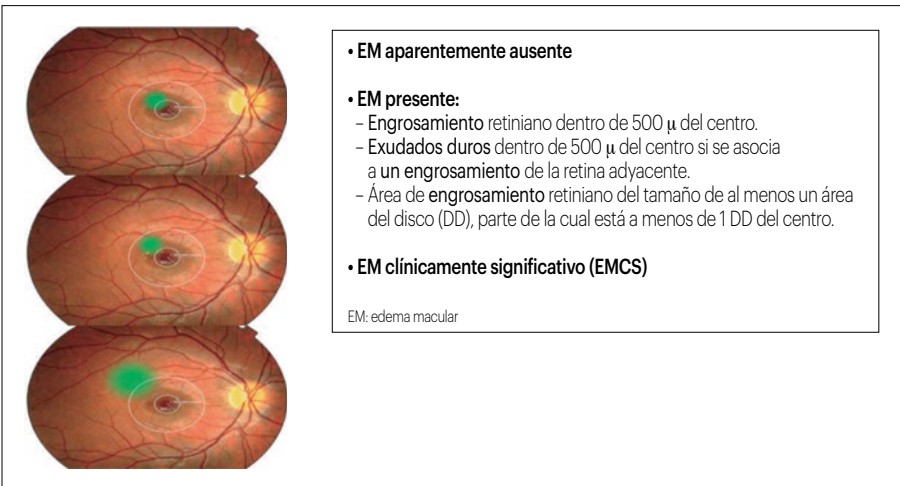 • EM aparentemente ausente
• EM presente:
– Engrosamiento retiniano dentro de 500 μ del centro.
– Exudados duros dentro de 500 μ del centro si se asocia
a un engrosamiento de la retina adyacente.
– Área de engrosamiento retiniano del tamaño de al menos un área
del disco (DD), parte de la cual está a menos de 1 DD del centro.
• EM clínicamente significativo (EMCS)
EM: edema macular